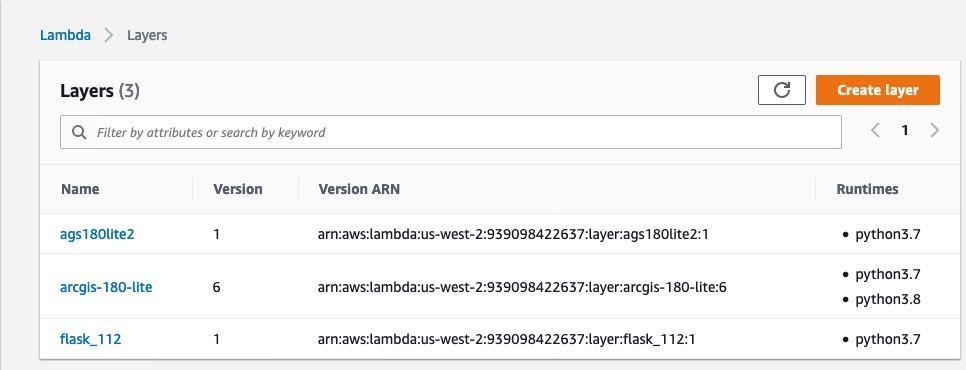 Lambda > Layers
Layers (3)
Create layer
Filter by attributes or search by keyword
< 1 >
Name Version Version ARN Runtimes
ags180lite2 1 arn:aws:lambda:us-west-2:939098422637:layer:ags180lite2:1 • python3.7
arcgis-180-lite 6 arn:aws:lambda:us-west-2:939098422637:layer:arcgis-180-lite:6 • python3.7
• python3.8
flask_112 1 arn:aws:lambda:us-west-2:939098422637:layer:flask_112:1 • python3.7